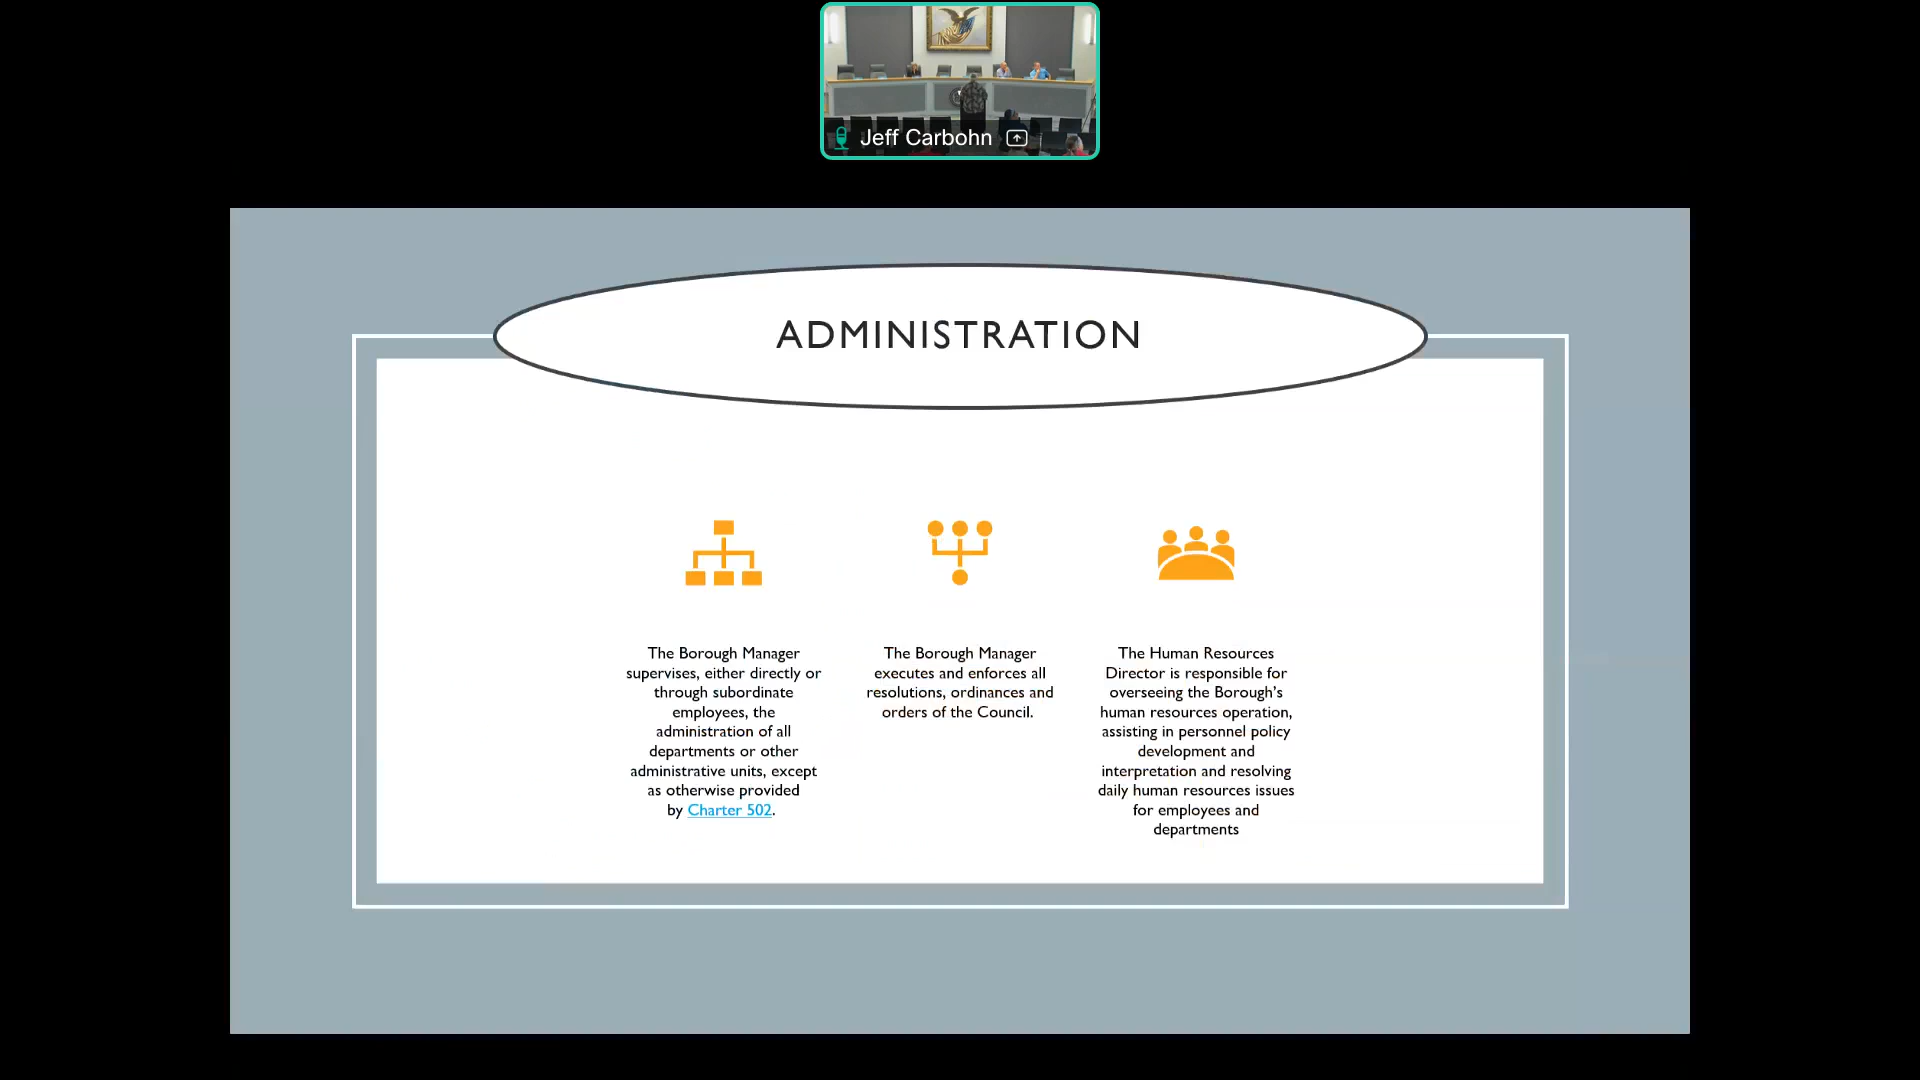 Jeff Carbohn
ADMINISTRATION
The Borough Manager
supervises, either directly or
through subordinate
employees, the
administration of all
departments or other
administrative units, except
as otherwise provided
by Charter 502.
The Borough Manager
executes and enforces all
resolutions, ordinances and
orders of the Council.
The Human Resources
Director is responsible for
overseeing the Borough’s
human resources operation,
assisting in personnel policy
development and
interpretation and resolving
daily human resources issues
for employees and
departments